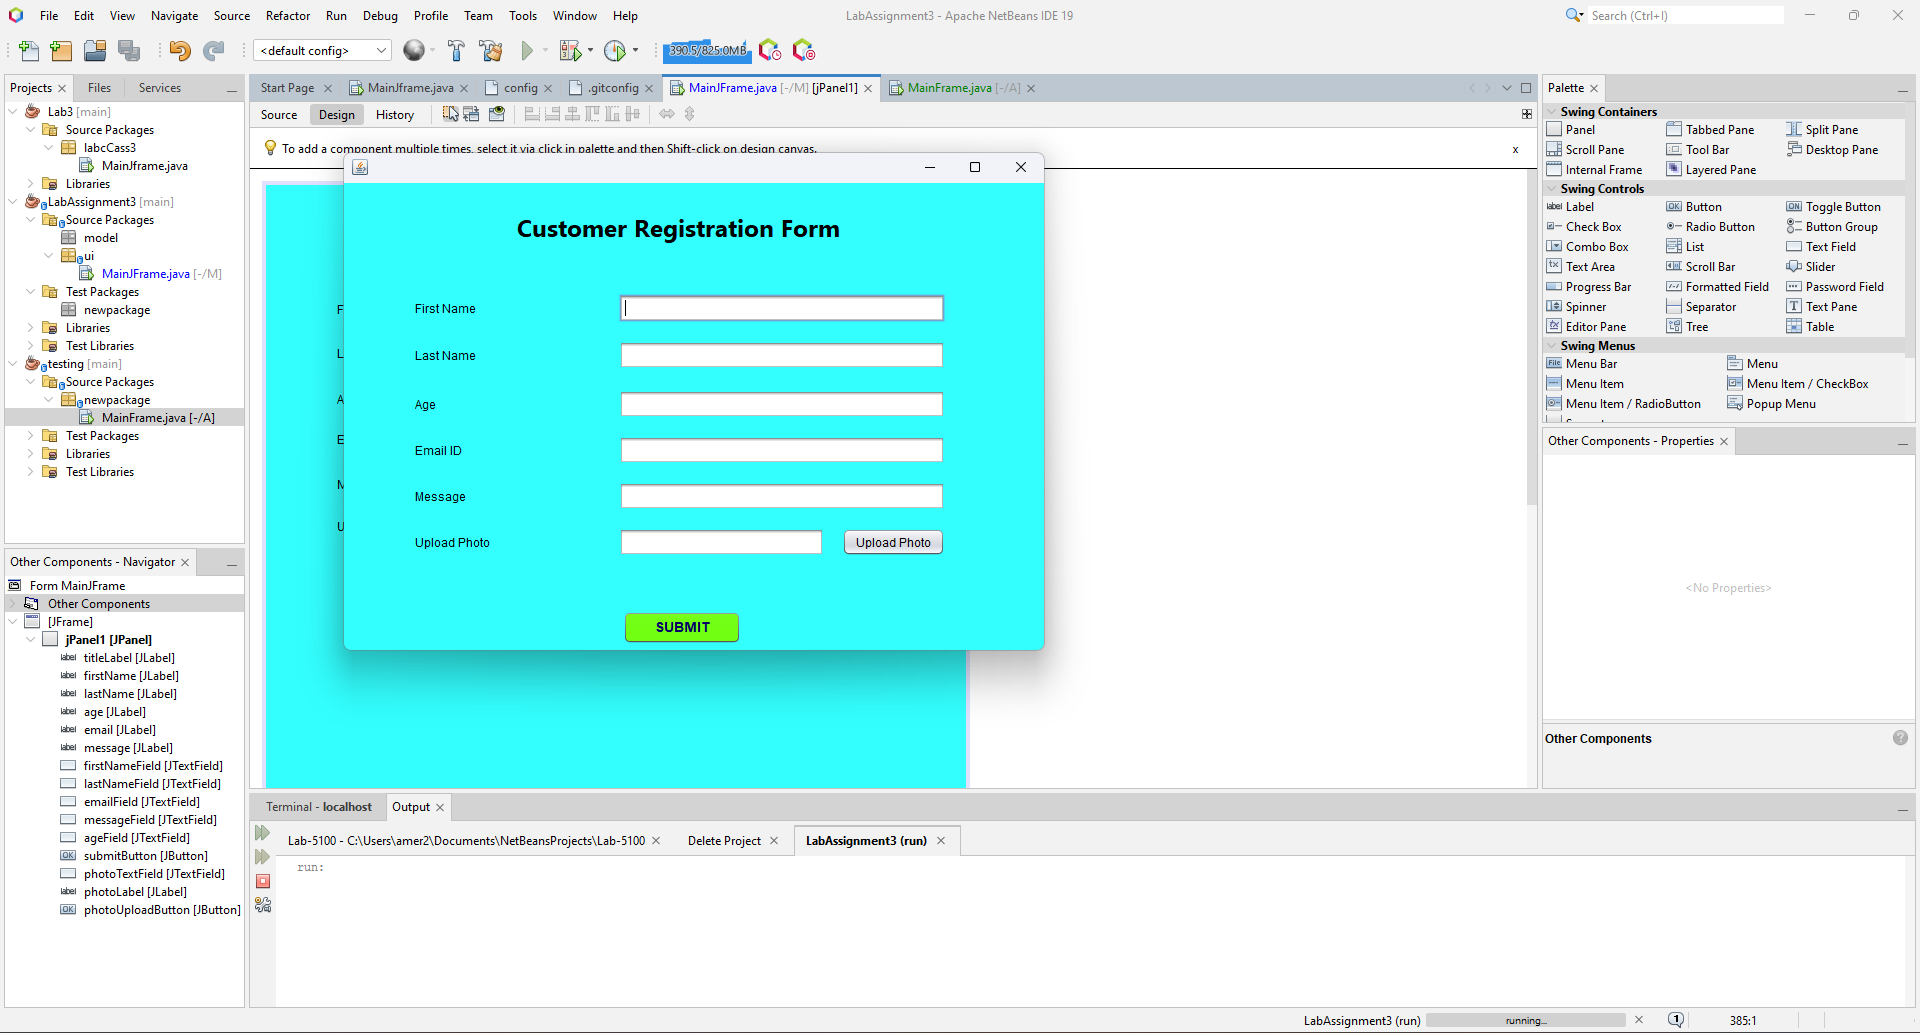 File Edit View Navigate Source Refactor Run Debug Profile Team Tools Window Help
LabAssignment3 - Apache NetBeans IDE 19
Search (Ctrl+I)
<default config>
390.5/825.0MB
Projects Files Services
Lab3 [main]
Source Packages
labcCass3
MainJframe.java
Libraries
LabAssignment3 [main]
Source Packages
model
ui
MainJFrame.java [-/M]
Test Packages
newpackage
Libraries
Test Libraries
testing [main]
Source Packages
newpackage
MainFrame.java [-/A]
Test Packages
Libraries
Test Libraries
Other Components - Navigator
Form MainJFrame
Other Components
[JFrame]
jPanel1 [JPanel]
titleLabel [JLabel]
firstName [JLabel]
lastName [JLabel]
age [JLabel]
email [JLabel]
message [JLabel]
firstNameField [JTextField]
lastNameField [JTextField]
emailField [JTextField]
messageField [JTextField]
ageField [JTextField]
submitButton [JButton]
photoTextField [JTextField]
photoLabel [JLabel]
photoUploadButton [JButton]
Start Page MainJframe.java config .gitconfig MainJFrame.java [-/M] [jPanel1] MainFrame.java [-/A]
Source Design History
To add a component multiple times, select it via click in palette and then Shift-click on design canvas.
x
Customer Registration Form
First Name
Last Name
Age
Email ID
Message
Upload Photo Upload Photo
SUBMIT
F
L
A
E
M
U
Terminal - localhost Output
Lab-5100 - C:\Users\amer2\Documents\NetBeansProjects\Lab-5100 Delete Project LabAssignment3 (run)
run:
Palette
Swing Containers
Panel Tabbed Pane Split Pane
Scroll Pane Tool Bar Desktop Pane
Internal Frame Layered Pane
Swing Controls
Label Button Toggle Button
Check Box Radio Button Button Group
Combo Box List Text Field
Text Area Scroll Bar Slider
Progress Bar Formatted Field Password Field
Spinner Separator Text Pane
Editor Pane Tree Table
Swing Menus
Menu Bar Menu
Menu Item Menu Item / CheckBox
Menu Item / RadioButton Popup Menu
Other Components - Properties
<No Properties>
Other Components
LabAssignment3 (run) running... 1 385:1